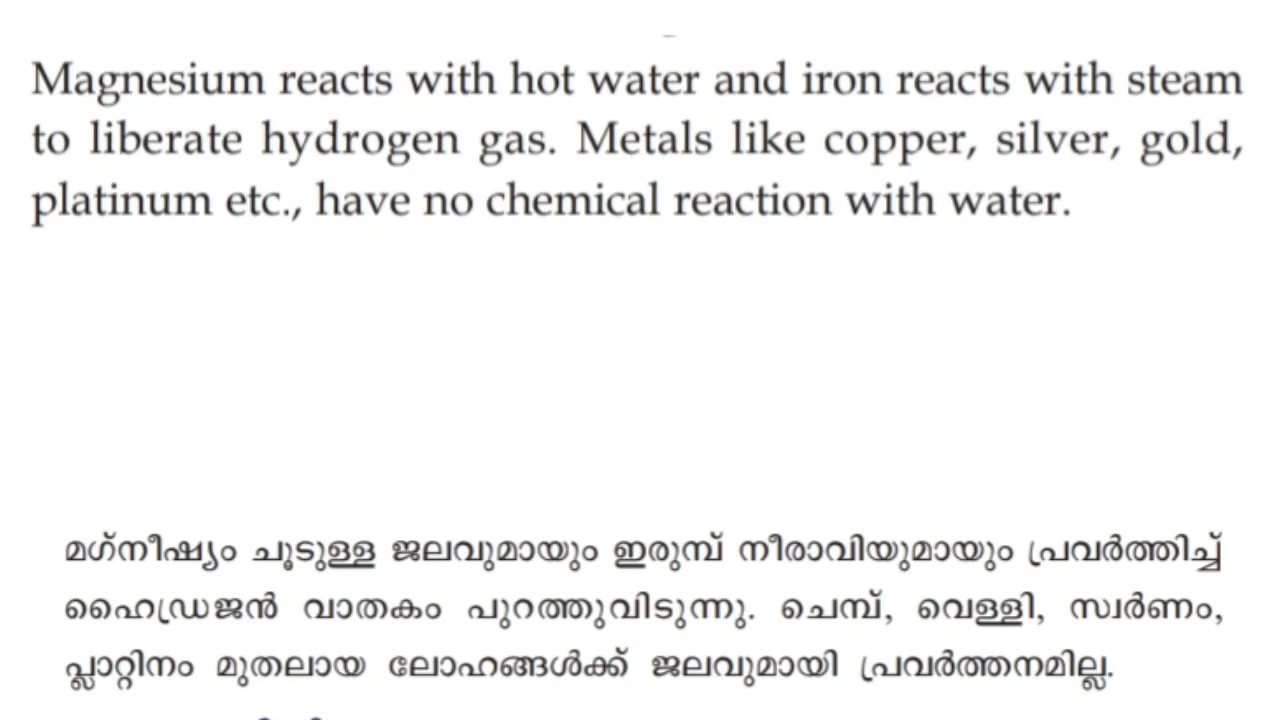 Magnesium reacts with hot water and iron reacts with steam
to liberate hydrogen gas. Metals like copper, silver, gold,
platinum etc., have no chemical reaction with water.
മഗ്നീഷ്യം ചൂടുള്ള ജലവുമായും ഇരുമ്പ് നീരാവിയുമായും പ്രവർത്തിച്ച്
ഹൈഡ്രജൻ വാതകം പുറത്തുവിടുന്നു. ചെമ്പ്, വെള്ളി, സ്വർണം,
പ്ലാറ്റിനം മുതലായ ലോഹങ്ങൾക്ക് ജലവുമായി പ്രവർത്തനമില്ല.